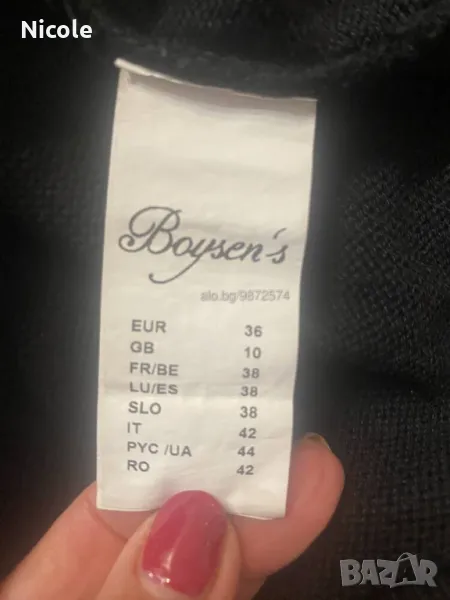 Nicole
Boysen's
alo.bg/9872574
EUR 36
GB 10
FR/BE 38
LU/ES 38
SLO 38
IT 42
PYC /UA 44
RO 42
BAZAR